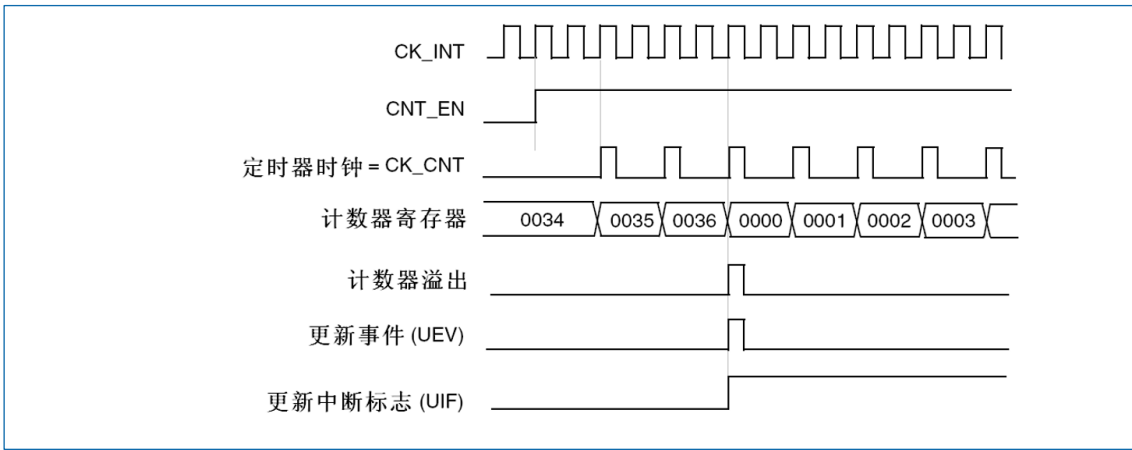 CK_INT
CNT_EN
定时器时钟 = CK_CNT
计数器寄存器 0034 0035 0036 0000 0001 0002 0003
计数器溢出
更新事件 (UEV)
更新中断标志 (UIF)